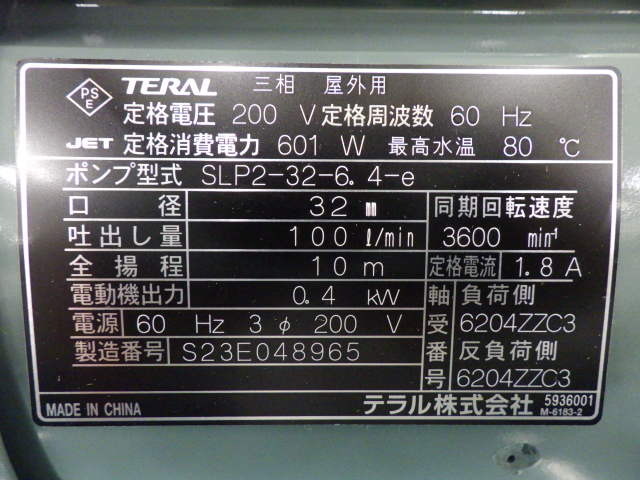 PS
E
TERAL 三相 屋外用
定格電圧 200 V 定格周波数 60 Hz
JET 定格消費電力 601 W 最高水温 80 ℃
ポンプ型式 SLP2-32-6.4-e
口径 32 mm 同期回転速度
吐出し量 100 ℓ/min 3600 min⁻¹
全揚程 10 m 定格電流 1.8 A
電動機出力 0.4 kW 軸受番号 負荷側
電源 60 Hz 3 φ 200 V 6204ZZC3
製造番号 S23E048965 反負荷側
6204ZZC3
MADE IN CHINA テラル株式会社 5936001
M-6183-2